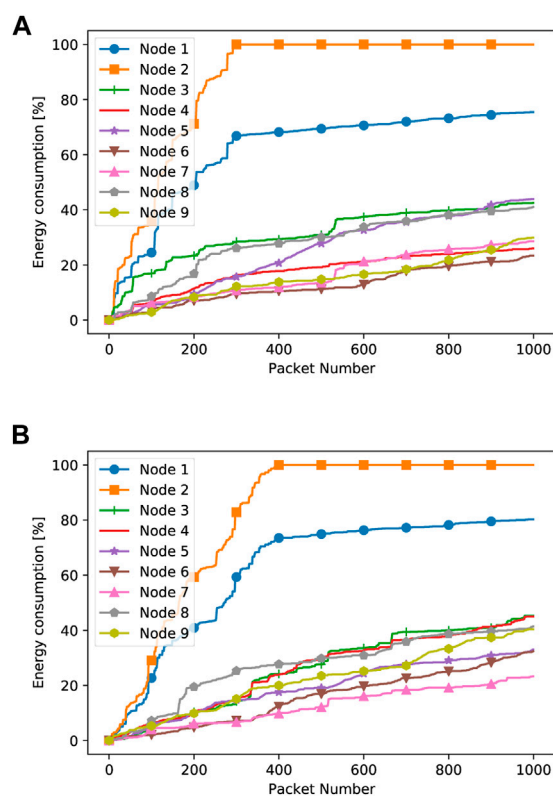 A
100
80
60
40
20
0
Energy consumption [%]
Node 1
Node 2
Node 3
Node 4
Node 5
Node 6
Node 7
Node 8
Node 9
0 200 400 600 800 1000
Packet Number
B
100
80
60
40
20
0
Energy consumption [%]
Node 1
Node 2
Node 3
Node 4
Node 5
Node 6
Node 7
Node 8
Node 9
0 200 400 600 800 1000
Packet Number